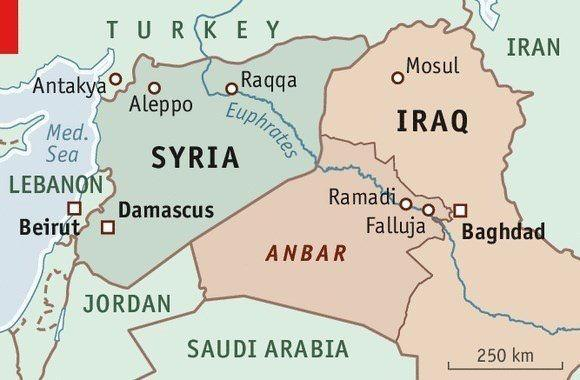 TURKEY
IRAN
Antakya
Aleppo
Raqqa
Mosul
Euphrates
IRAQ
Med.
Sea
SYRIA
LEBANON
Beirut
Damascus
Ramadi
Falluja
Baghdad
ANBAR
JORDAN
SAUDI ARABIA
250 km